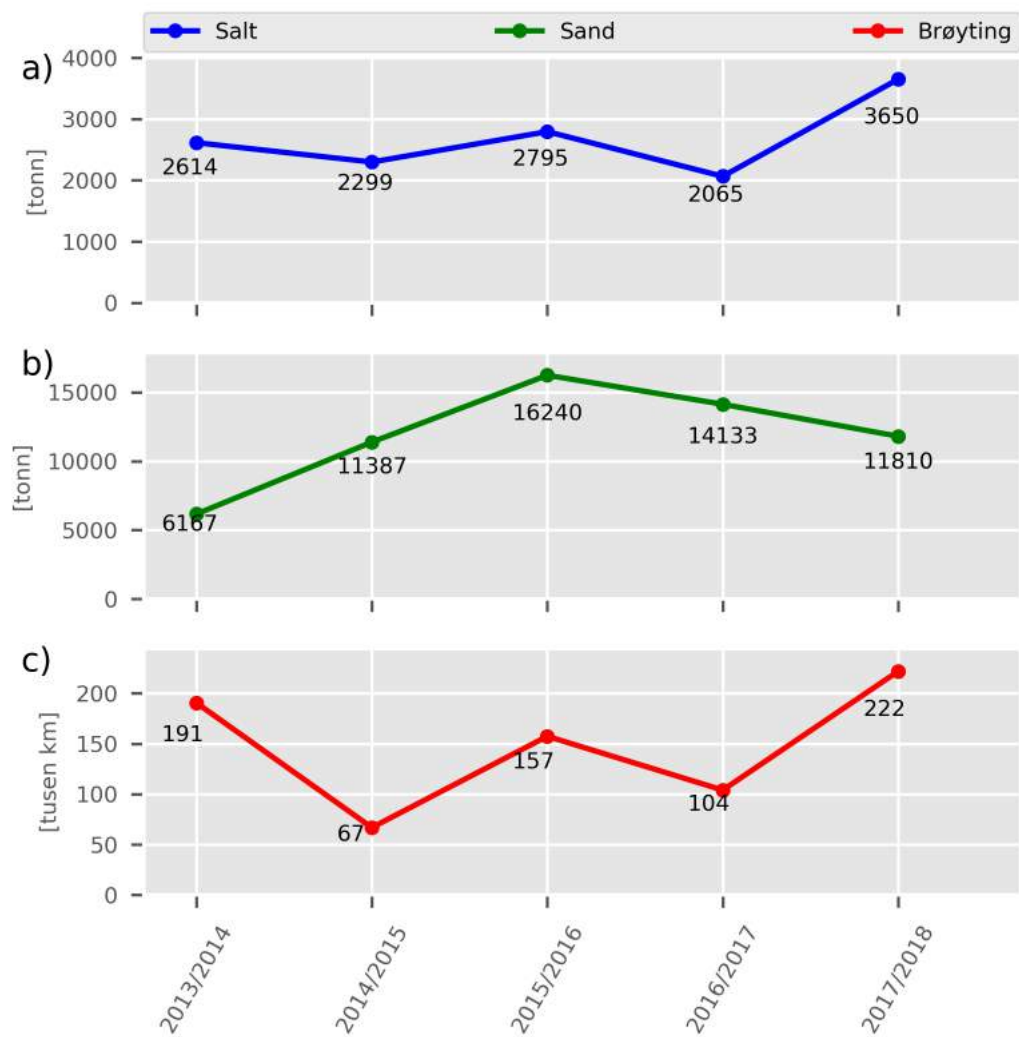 Salt Sand Brøyting
a)
4000
3000
2000
1000
0
[tonn]
2614 2299 2795 2065 3650
b)
15000
10000
5000
0
[tonn]
6167 11387 16240 14133 11810
c)
200
150
100
50
0
[tusen km]
191 67 157 104 222
2013/2014 2014/2015 2015/2016 2016/2017 2017/2018